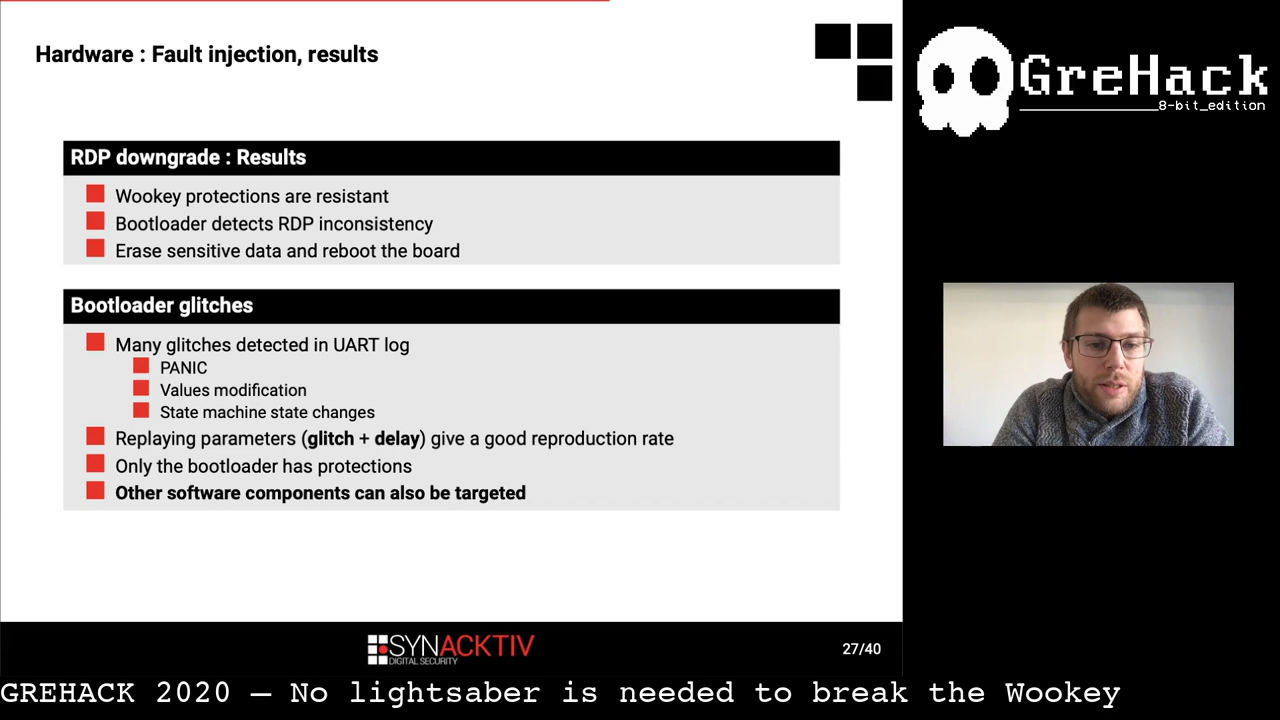 Hardware : Fault injection, results
GreHack
8-bit_edition
RDP downgrade : Results
Wookey protections are resistant
Bootloader detects RDP inconsistency
Erase sensitive data and reboot the board
Bootloader glitches
Many glitches detected in UART log
PANIC
Values modification
State machine state changes
Replaying parameters (glitch + delay) give a good reproduction rate
Only the bootloader has protections
Other software components can also be targeted
SYNACKTIV
DIGITAL SECURITY
27/40
GREHACK 2020 — No lightsaber is needed to break the Wookey